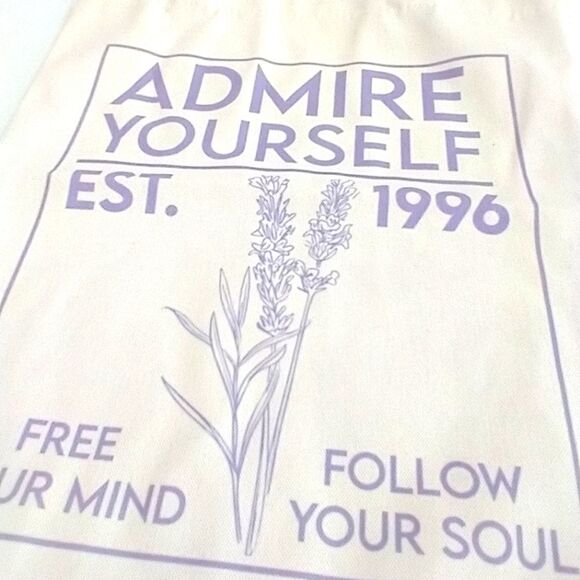 ADMIRE
YOURSELF
EST. 1996
FREE
UR MIND
FOLLOW
YOUR SOUL